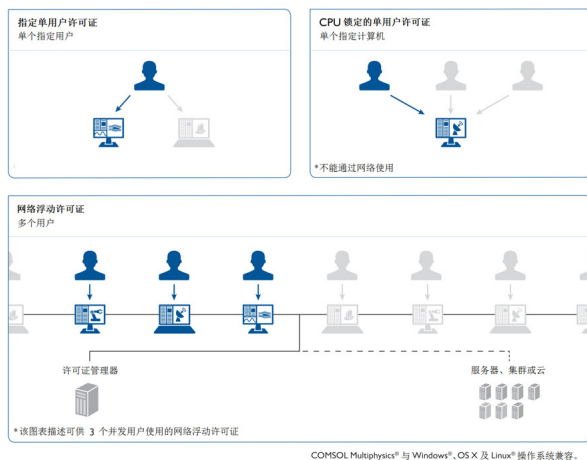 指定单用户许可证
单个指定用户
CPU 锁定的单用户许可证
单个指定计算机
*不能通过网络使用
网络浮动许可证
多个用户
许可证管理器
服务器、集群或云
*该图表描述可供 3 个并发用户使用的网络浮动许可证
COMSOL Multiphysics® 与 Windows®、OS X 及 Linux® 操作系统兼容。